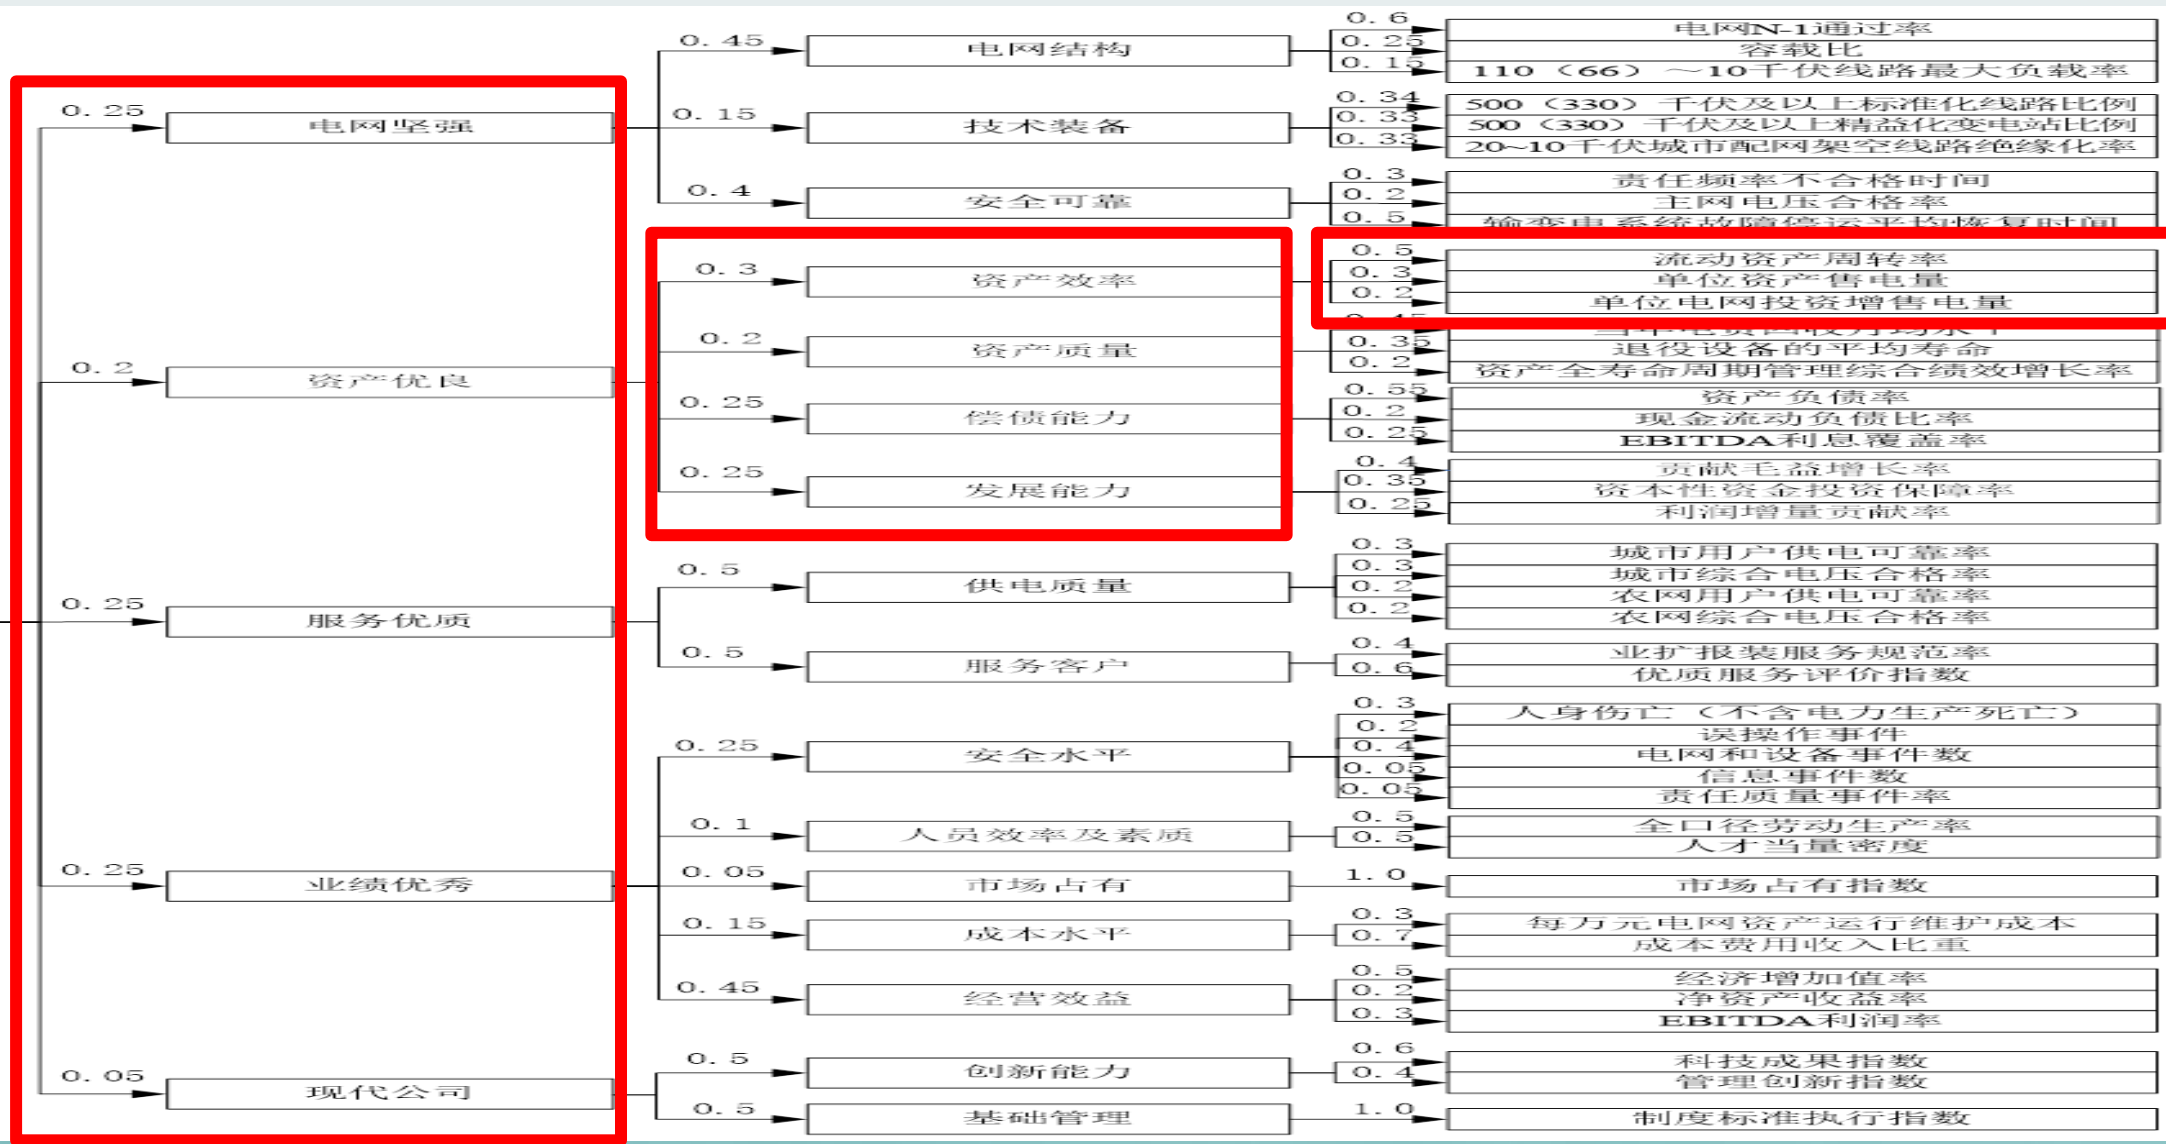 0.25
电网坚强
0.45
电网结构
0.6
电网N-1通过率
0.25
容载比
0.15
110（66）～10千伏线路最大负载率
0.15
技术装备
0.34
500（330）千伏及以上标准化线路比例
0.33
500（330）千伏及以上精益化变电站比例
0.33
20~10千伏城市配网架空线路绝缘化率
0.4
安全可靠
0.3
责任频率不合格时间
0.2
主网电压合格率
0.5
输变电系统故障停运平均恢复时间
0.2
资产优良
0.3
资产效率
0.5
流动资产周转率
0.3
单位资产售电量
0.2
单位电网投资增售电量
0.2
资产质量
0.35
退役设备的平均寿命
0.2
资产全寿命周期管理综合绩效增长率
0.25
偿债能力
0.55
资产负债率
0.2
现金流动负债比率
0.25
EBITDA利息覆盖率
0.25
发展能力
0.4
贡献毛益增长率
0.35
资本性资金投资保障率
0.25
利润增量贡献率
0.25
服务优质
0.5
供电质量
0.3
城市用户供电可靠率
0.3
城市综合电压合格率
0.2
农网用户供电可靠率
0.2
农网综合电压合格率
0.5
服务客户
0.4
业扩报装服务规范率
0.6
优质服务评价指数
0.25
业绩优秀
0.25
安全水平
0.3
人身伤亡（不含电力生产死亡）
0.2
误操作事件
0.4
电网和设备事件数
0.05
信息事件数
0.05
责任质量事件率
0.1
人员效率及素质
0.5
全口径劳动生产率
0.5
人才当量密度
0.05
市场占有
1.0
市场占有指数
0.15
成本水平
0.3
每万元电网资产运行维护成本
0.7
成本费用收入比重
0.45
经营效益
0.5
经济增加值率
0.2
净资产收益率
0.3
EBITDA利润率
0.05
现代公司
0.5
创新能力
0.6
科技成果指数
0.4
管理创新指数
0.5
基础管理
1.0
制度标准执行指数